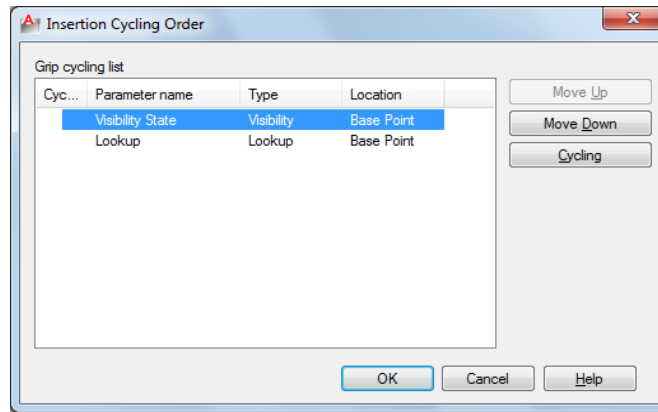 Insertion Cycling Order
Grip cycling list
Cyc... Parameter name Type Location
Visibility State Visibility Base Point
Lookup Lookup Base Point
Move Up
Move Down
Cycling
OK Cancel Help